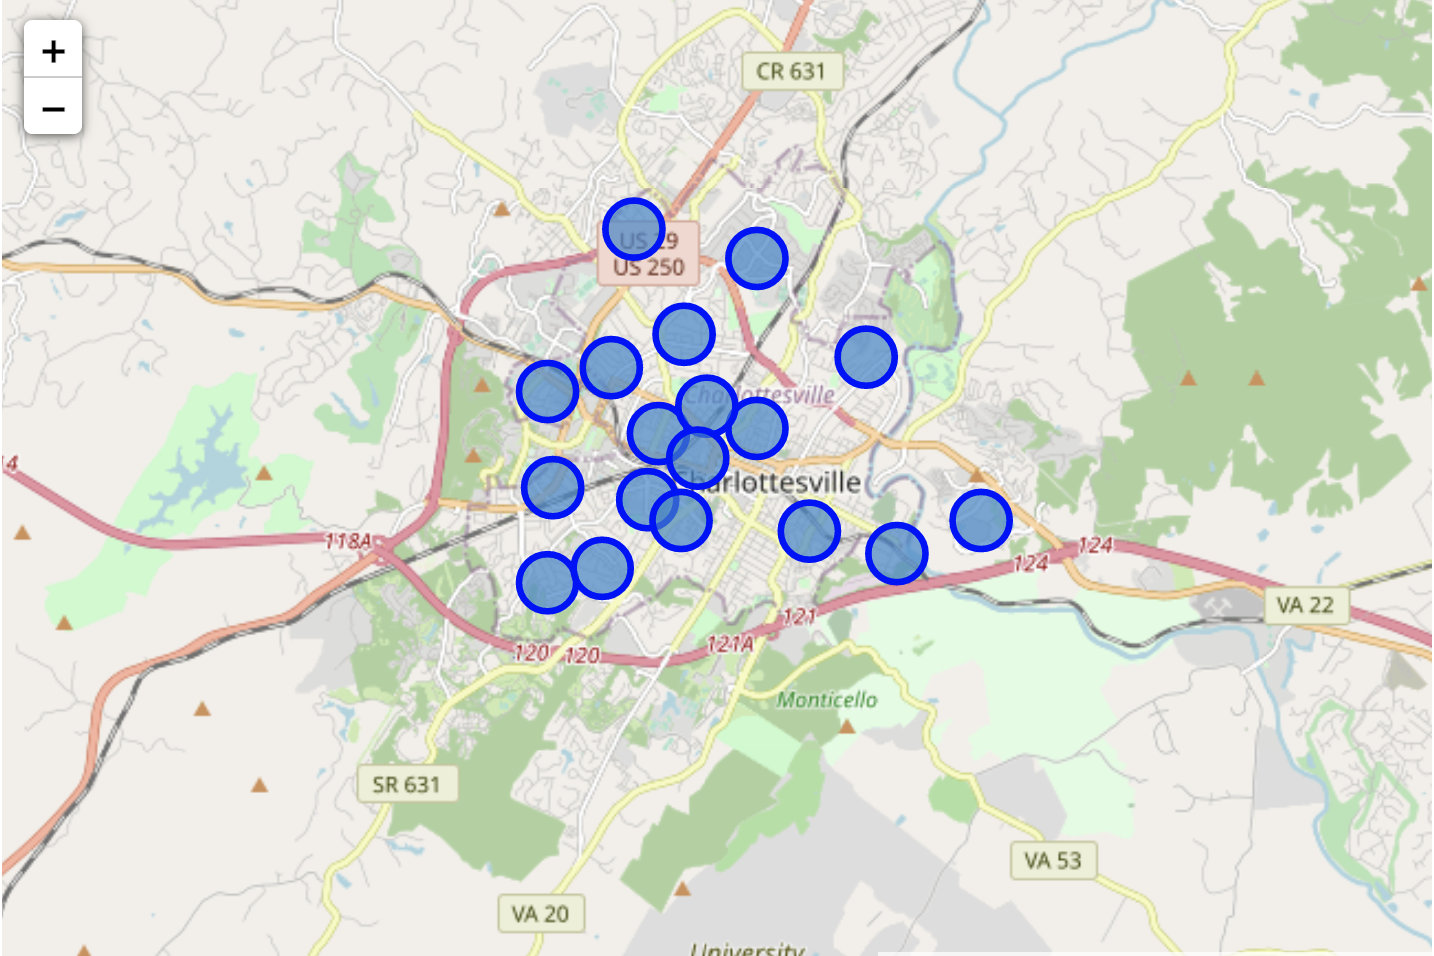 +
−
CR 631
US 29
US 250
Charlottesville
Charlottesville
4
118A
124
124
VA 22
121
121A
120
120
Monticello
SR 631
VA 53
VA 20
University